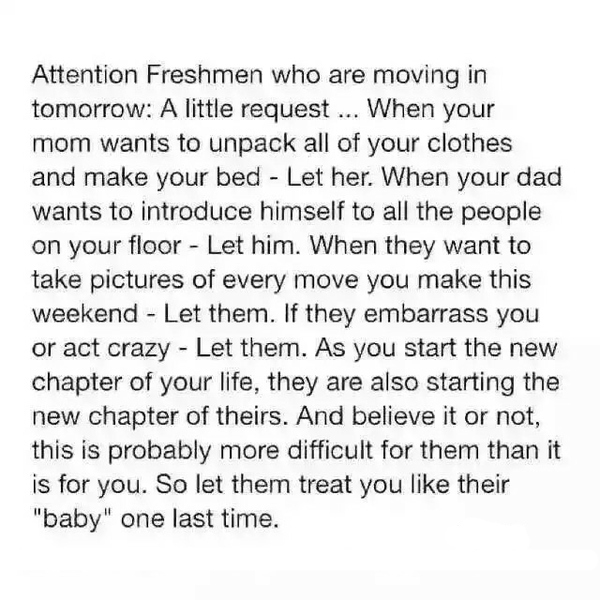 Attention Freshmen who are moving in
tomorrow: A little request ... When your
mom wants to unpack all of your clothes
and make your bed - Let her. When your dad
wants to introduce himself to all the people
on your floor - Let him. When they want to
take pictures of every move you make this
weekend - Let them. If they embarrass you
or act crazy - Let them. As you start the new
chapter of your life, they are also starting the
new chapter of theirs. And believe it or not,
this is probably more difficult for them than it
is for you. So let them treat you like their
"baby" one last time.